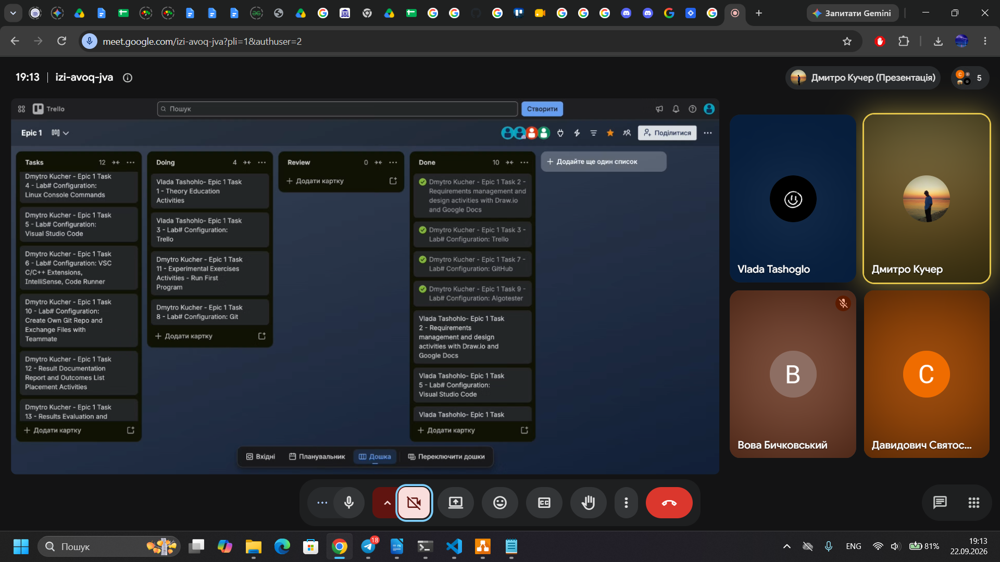 Запитати Gemini
meet.google.com/izi-avoq-jva?pli=1&authuser=2
19:13
izi-avoq-jva
Дмитро Кучер (Презентація)
5
Trello
Пошук
Створити
Epic 1
Поділитися
Tasks
12
Dmytro Kucher - Epic 1 Task
4 - Lab# Configuration:
Linux Console Commands
Dmytro Kucher - Epic 1 Task
5 - Lab# Configuration:
Visual Studio Code
Dmytro Kucher - Epic 1 Task
6 - Lab# Configuration: VSC
C/C++ Extensions,
IntelliSense, Code Runner
Dmytro Kucher - Epic 1 Task
10 - Lab# Configuration:
Create Own Git Repo and
Exchange Files with
Teammate
Dmytro Kucher - Epic 1 Task
12 - Result Documentation
Report and Outcomes List
Placement Activities
Dmytro Kucher - Epic 1 Task
13 - Results Evaluation and
Додати картку
Doing
4
Vlada Tashohlo- Epic 1 Task
1 - Theory Education
Activities
Vlada Tashohlo- Epic 1 Task
3 - Lab# Configuration:
Trello
Dmytro Kucher - Epic 1 Task
11 - Experimental Exercises
Activities - Run First
Program
Dmytro Kucher - Epic 1 Task
8 - Lab# Configuration: Git
Додати картку
Review
0
Додати картку
Done
10
Dmytro Kucher - Epic 1 Task 2 -
Requirements management and
design activities with Draw.io
and Google Docs
Dmytro Kucher - Epic 1 Task 3 -
Lab# Configuration: Trello
Dmytro Kucher - Epic 1 Task 7 -
Lab# Configuration: GitHub
Dmytro Kucher - Epic 1 Task 9 -
Lab# Configuration: Algotester
Vlada Tashohlo- Epic 1 Task
2 - Requirements
management and design
activities with Draw.io and
Google Docs
Vlada Tashohlo- Epic 1 Task
5 - Lab# Configuration:
Visual Studio Code
Vlada Tashohlo- Epic 1 Task
Додати картку
Додайте ще один список
Вхідні
Планувальник
Дошка
Переключити дошки
Vlada Tashoglo
Дмитро Кучер
В
Вова Бичковський
С
Давидович Святос...
CC
Пошук
18
ENG
81%
19:13
22.09.2026